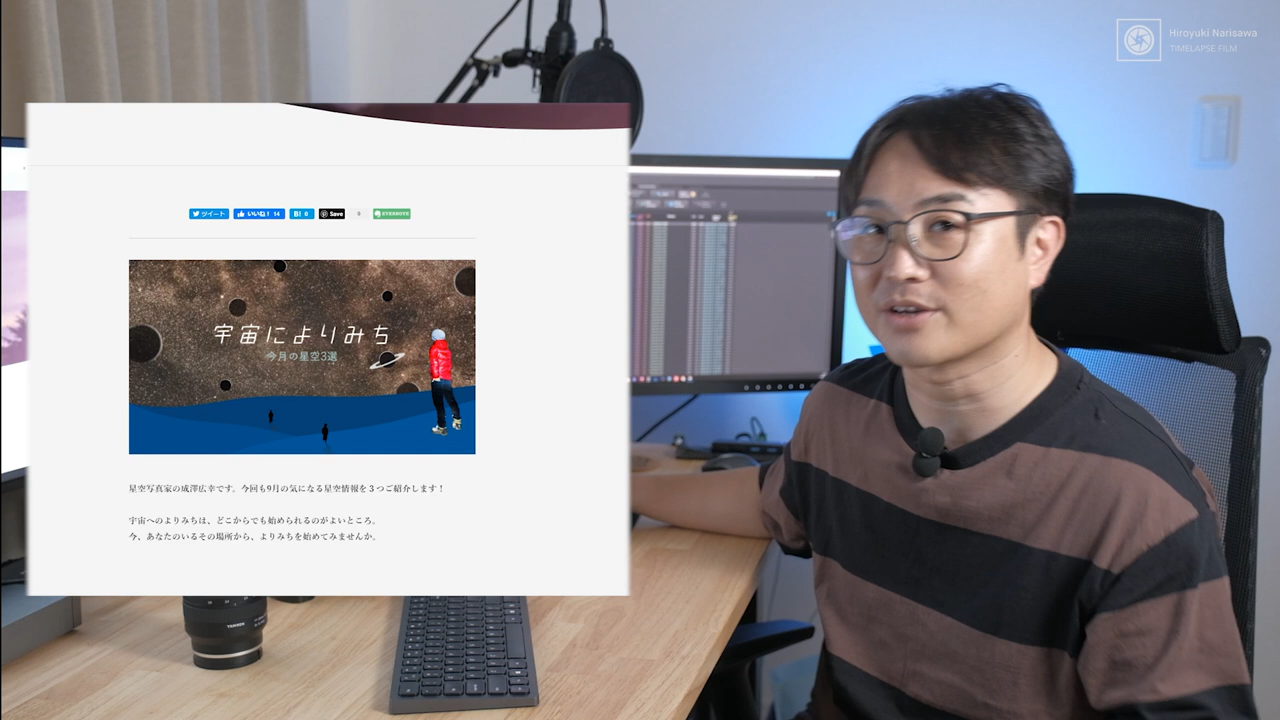 Hiroyuki Narisawa
TIMELAPSE FILM
ツイート
いいね！ 14
B! 0
Save
0
EVERNOTE
宇宙によりみち
今月の星空3選
星空写真家の成澤広幸です。今回も9月の気になる星空情報を３つご紹介します！
宇宙へのよりみちは、どこからでも始められるのがよいところ。
今、あなたのいるその場所から、よりみちを始めてみませんか。
TAMRON